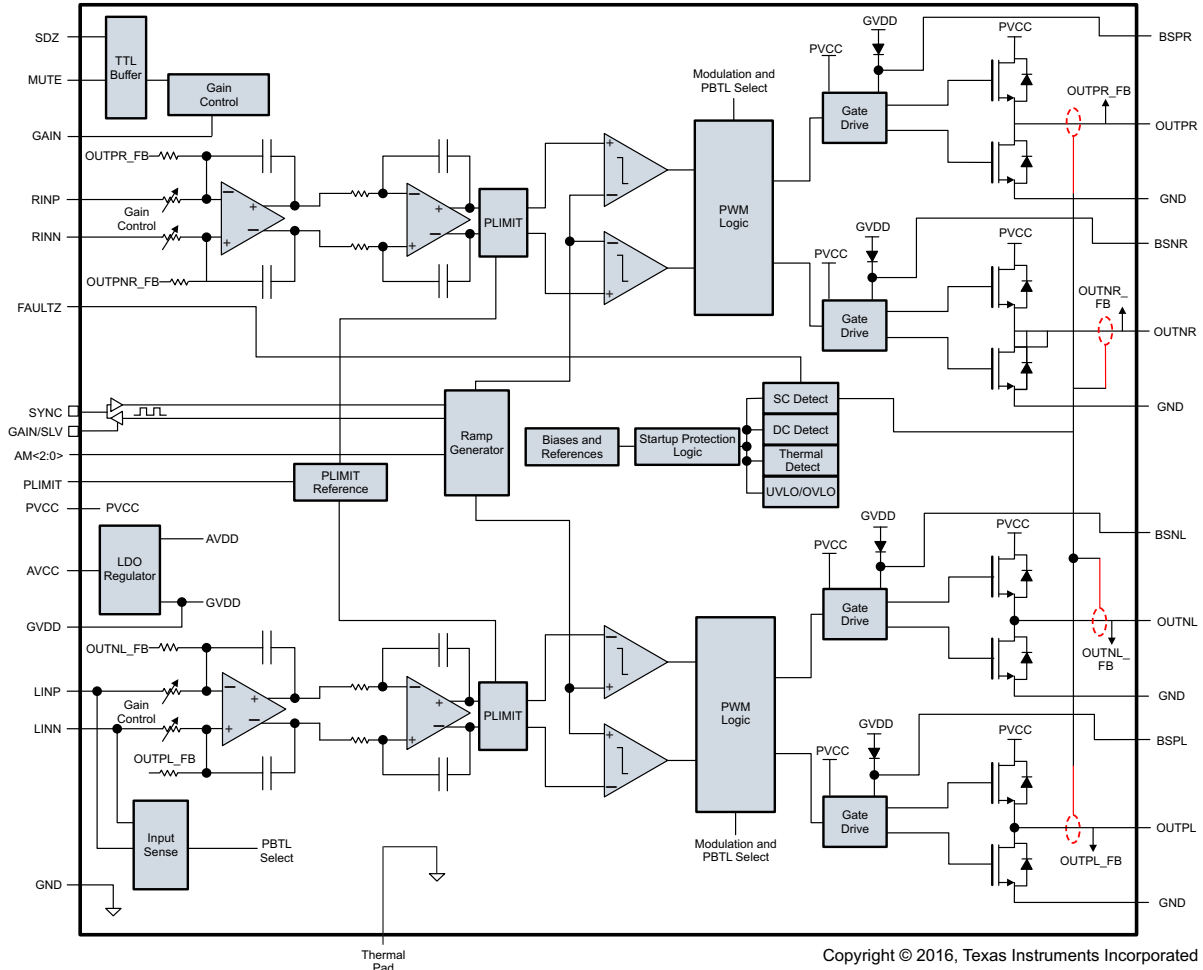 SDZ
TTL
Buffer
MUTE
Gain
Control
GAIN
OUTPR_FB
RINP
Gain
Control
RINN
OUTPNR_FB
FAULTZ
− + + −
− + + −
PLIMIT
+
−
−
+
Modulation and
PBTL Select
PWM
Logic
GVDD
PVCC
Gate
Drive
PVCC
BSPR
OUTPR_FB
OUTPR
GND
GVDD
PVCC
Gate
Drive
PVCC
BSNR
OUTNR_
FB
OUTNR
GND
SYNC
GAIN/SLV
AM<2:0>
PLIMIT
PVCC
PVCC
Ramp
Generator
PLIMIT
Reference
Biases and
References
Startup Protection
Logic
SC Detect
DC Detect
Thermal
Detect
UVLO/OVLO
LDO
Regulator
AVDD
AVCC
GVDD
GVDD
OUTNL_FB
LINP
Gain
Control
LINN
OUTPL_FB
− + + −
− + + −
PLIMIT
−
+
+
−
PWM
Logic
Modulation and
PBTL Select
Input
Sense
PBTL
Select
GND
Thermal
Pad
GVDD
PVCC
Gate
Drive
PVCC
BSNL
OUTNL
OUTNL_
FB
GND
GVDD
PVCC
Gate
Drive
PVCC
BSPL
OUTPL
OUTPL_FB
GND
Copyright © 2016, Texas Instruments Incorporated